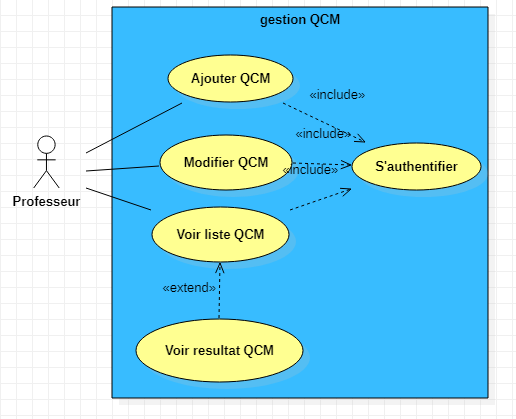 gestion QCM
Ajouter QCM
«include»
«include»
Modifier QCM
«include»
S'authentifier
Professeur
Voir liste QCM
«extend»
Voir resultat QCM